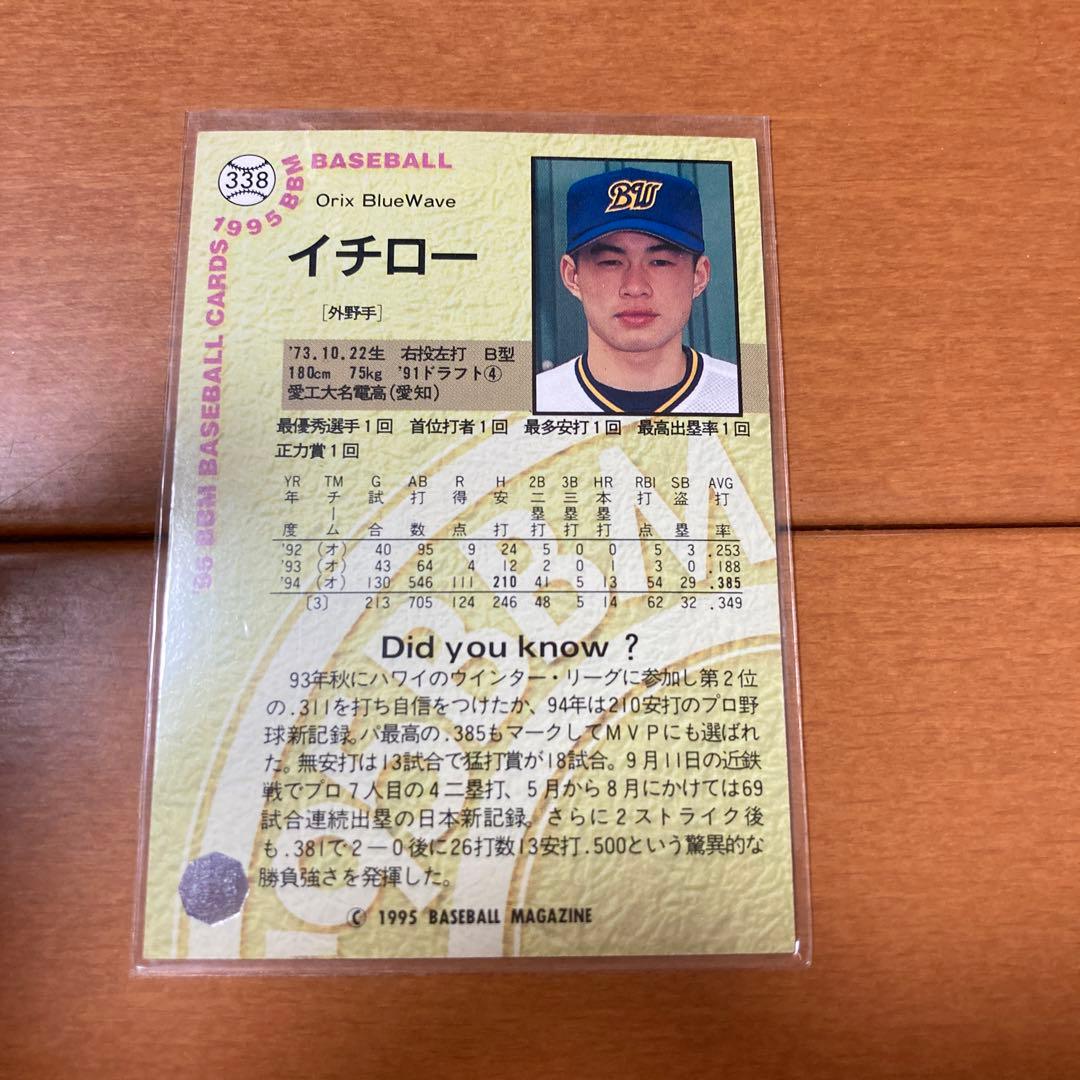 338
1995 BBM BASEBALL
'95 BBM BASEBALL CARDS
Orix BlueWave
BW
イチロー
[外野手]
'73.10.22生 右投左打 B型
180cm 75kg '91ドラフト④
愛工大名電高(愛知)
最優秀選手1回 首位打者1回 最多安打1回 最高出塁率1回
正力賞1回
YR TM G AB R H 2B 3B HR RBI SB AVG
年度 チーム 試合 打数 得点 安打 二塁打 三塁打 本塁打 打点 盗塁 打率
'92 (オ) 40 95 9 24 5 0 0 5 3 .253
'93 (オ) 43 64 4 12 2 0 1 3 0 .188
'94 (オ) 130 546 111 210 41 5 13 54 29 .385
[3] 213 705 124 246 48 5 14 62 32 .349
Did you know ?
93年秋にハワイのウインター・リーグに参加し第2位
の.311を打ち自信をつけたか、94年は210安打のプロ野
球新記録。パ最高の.385もマークしてMVPにも選ばれ
た。無安打は13試合で猛打賞が18試合。9月11日の近鉄
戦でプロ7人目の4二塁打、5月から8月にかけては69
試合連続出塁の日本新記録。さらに2ストライク後
も.381で2−0後に26打数13安打.500という驚異的な
勝負強さを発揮した。
BBM
© 1995 BASEBALL MAGAZINE